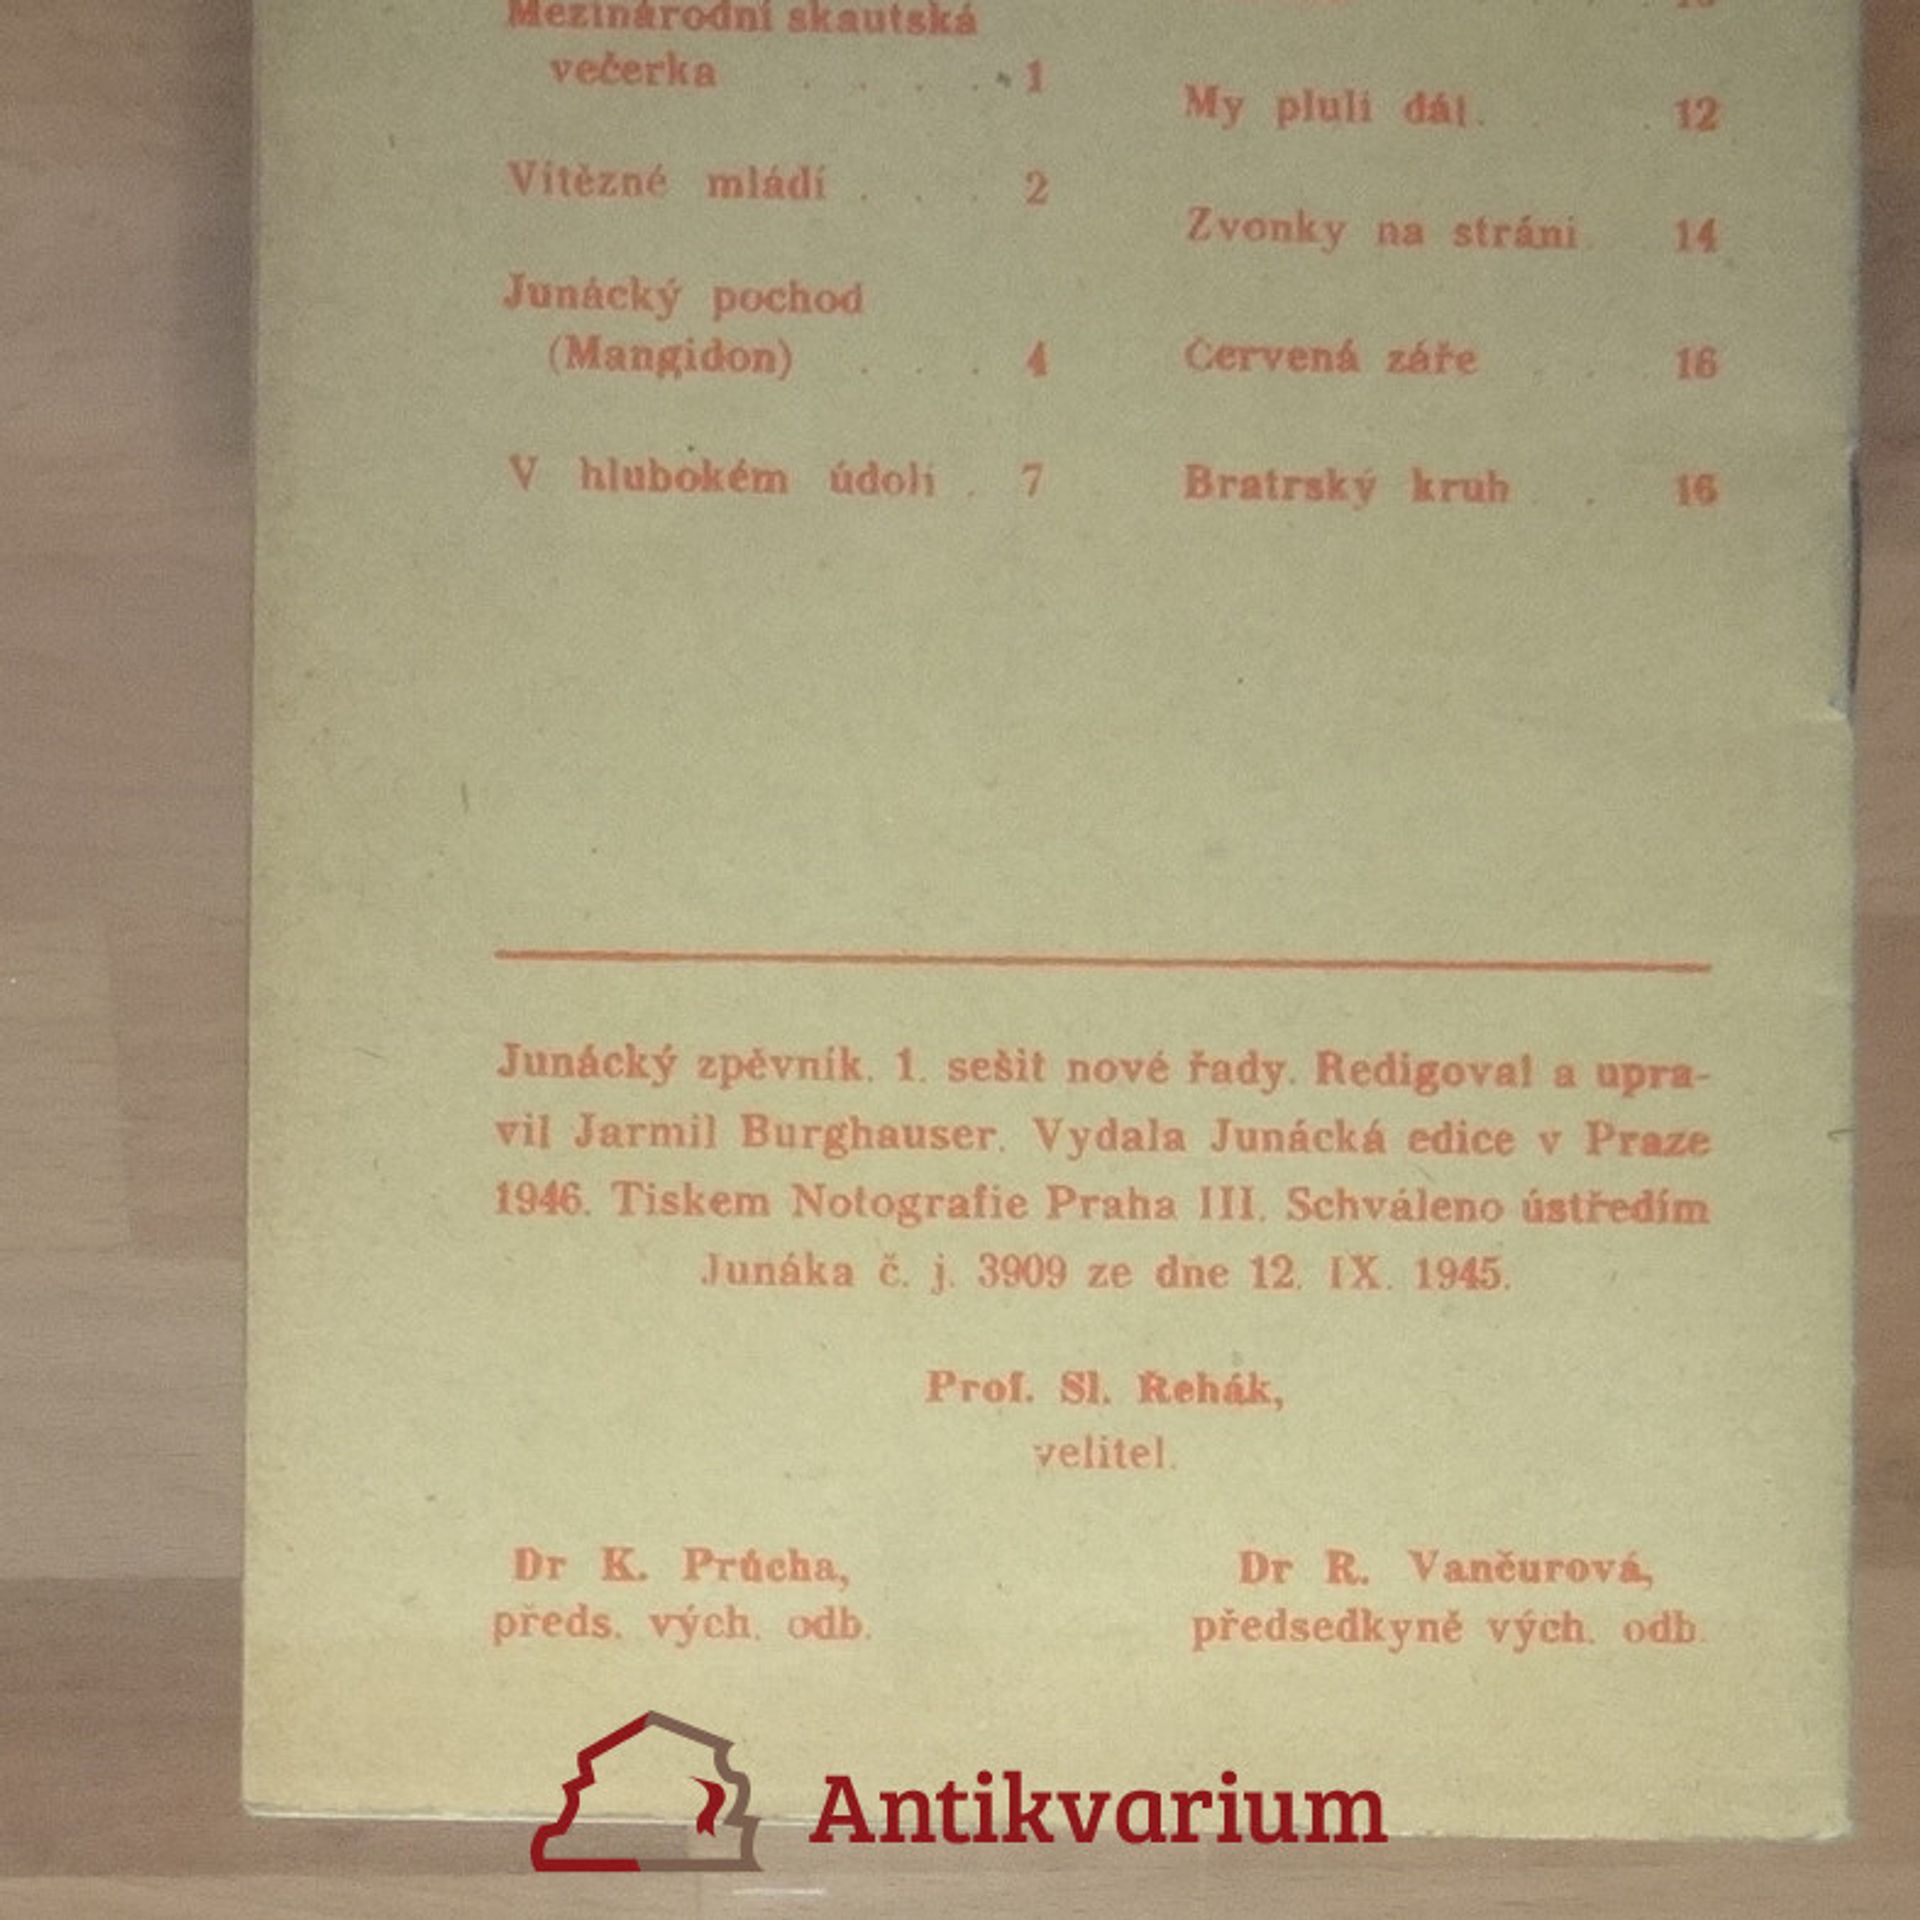 Mezinárodní skautská
večerka . . . . 1
Vítězné mládí . . . 2
Junácký pochod
(Mangidon) . . . 4
V hlubokém údolí . 7
My pluli dál . . 12
Zvonky na stráni . 14
Červená záře . . 16
Bratrský kruh . . 16
Junácký zpěvník. 1. sešit nové řady. Redigoval a upra-
vil Jarmil Burghauser. Vydala Junácká edice v Praze
1946. Tiskem Notografie Praha III. Schváleno ústředím
Junáka č. j. 3909 ze dne 12. IX. 1945.
Prof. Sl. Řehák,
velitel.
Dr K. Průcha,
předs. vých. odb.
Dr R. Vančurová,
předsedkyně vých. odb.
Antikvarium